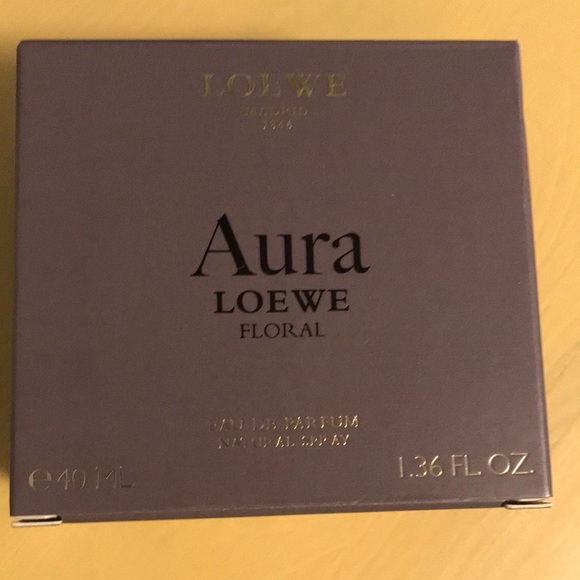 LOEWE
MADRID
1846
Aura
LOEWE
FLORAL
EAU DE PARFUM
NATURAL SPRAY
℮40 ML
1.36 FL. OZ.